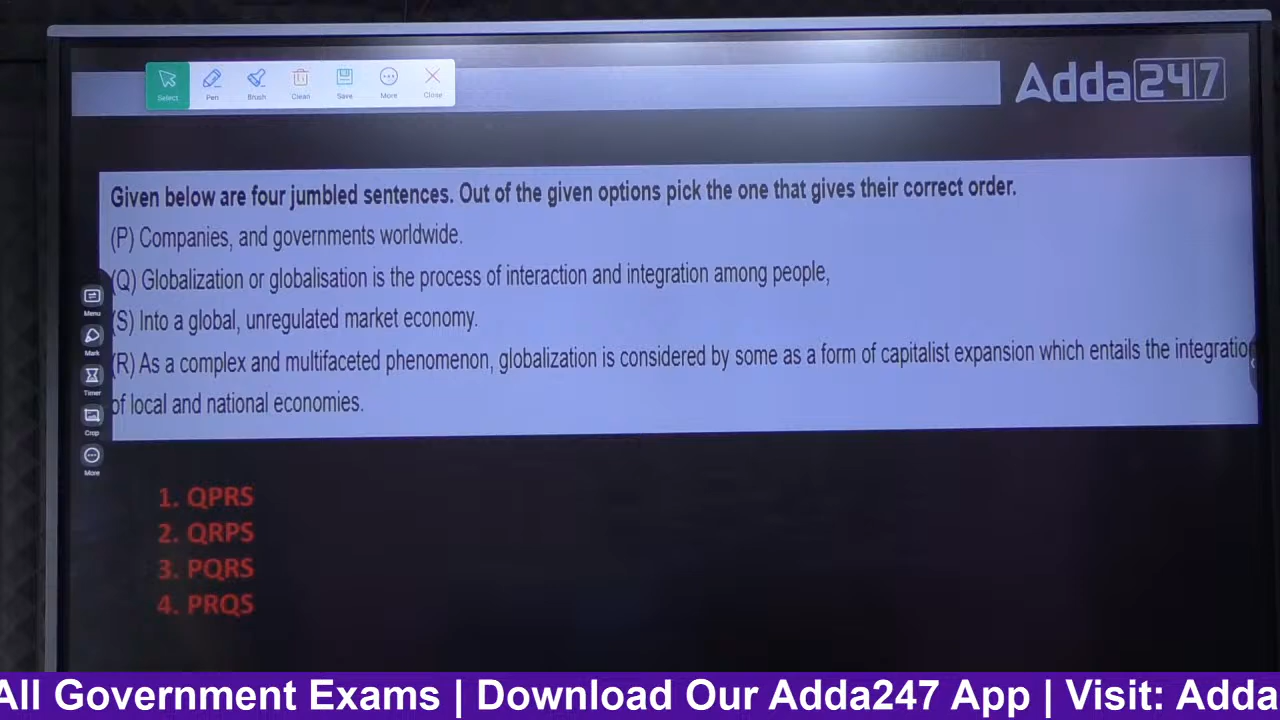 Select Pen Brush Clean Save More Close
Adda247
Given below are four jumbled sentences. Out of the given options pick the one that gives their correct order.
(P) Companies, and governments worldwide.
(Q) Globalization or globalisation is the process of interaction and integration among people,
(S) Into a global, unregulated market economy.
(R) As a complex and multifaceted phenomenon, globalization is considered by some as a form of capitalist expansion which entails the integratio
of local and national economies.
Menu
Mark
Timer
Crop
More
1. QPRS
2. QRPS
3. PQRS
4. PRQS
All Government Exams | Download Our Adda247 App | Visit: Adda